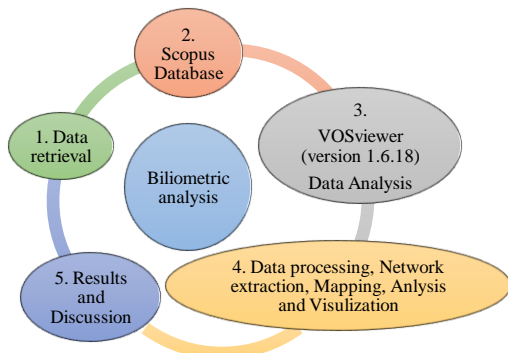 2.
Scopus
Database
3.
VOSviewer
(version 1.6.18)
Data Analysis
1. Data
retrieval
Biliometric
analysis
4. Data processing, Network
extraction, Mapping, Anlysis
and Visulization
5. Results
and
Discussion